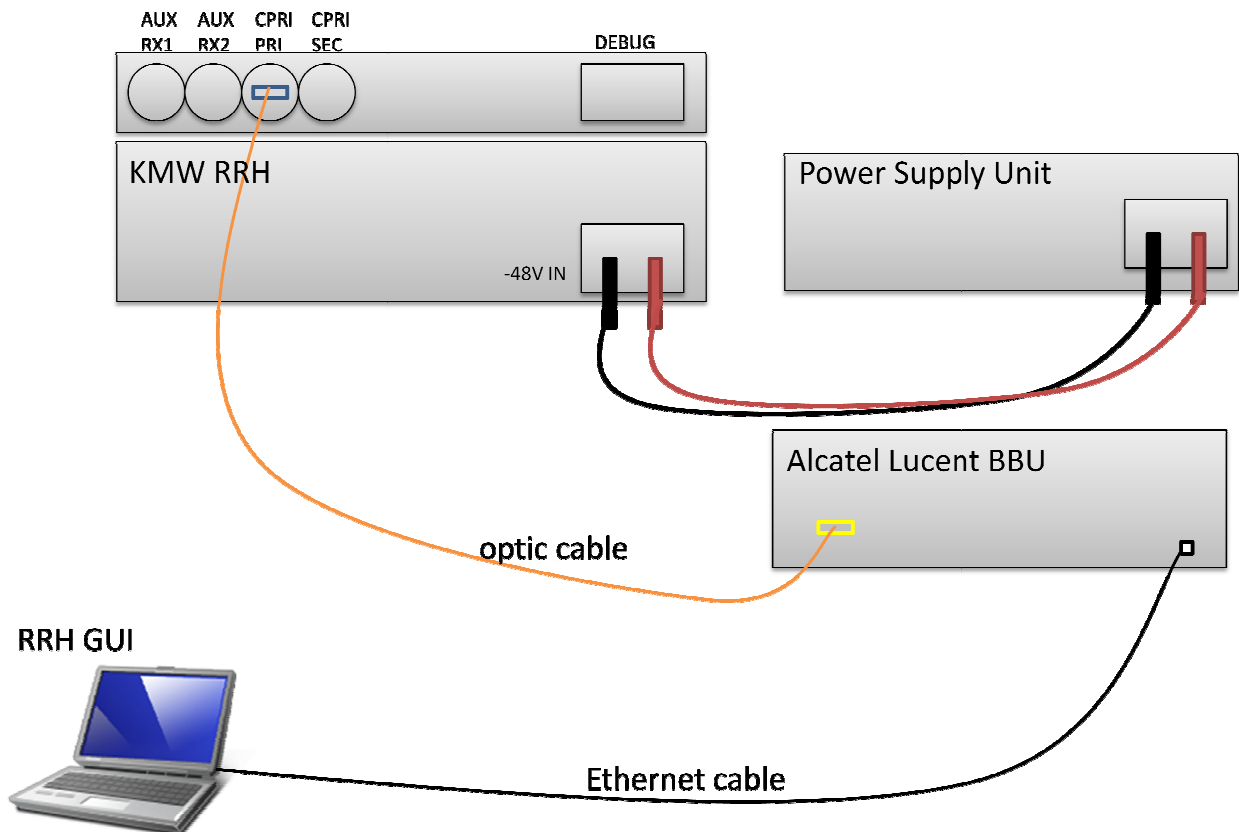 AUX AUX CPRI CPRI
RX1 RX2 PRI SEC
DEBUG
KMW RRH
Power Supply Unit
-48V IN
Alcatel Lucent BBU
optic cable
RRH GUI
Ethernet cable